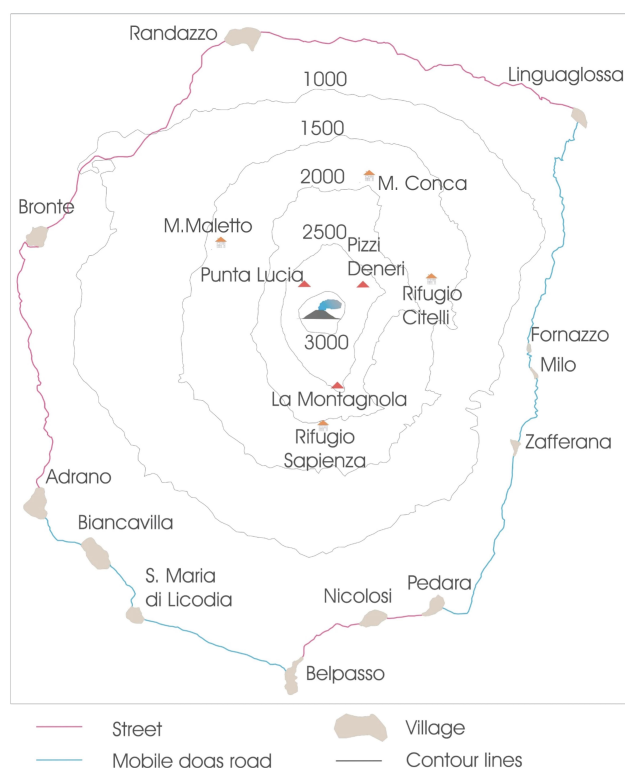 Randazzo
Linguaglossa
1000
1500
2000
M. Conca
Bronte
M.Maletto
2500
Pizzi
Deneri
Punta Lucia
Rifugio
Citelli
3000
Fornazzo
Milo
La Montagnola
Rifugio
Sapienza
Zafferana
Adrano
Biancavilla
S. Maria
di Licodia
Nicolosi
Pedara
Belpasso
Street
Village
Mobile dogs road
Contour lines